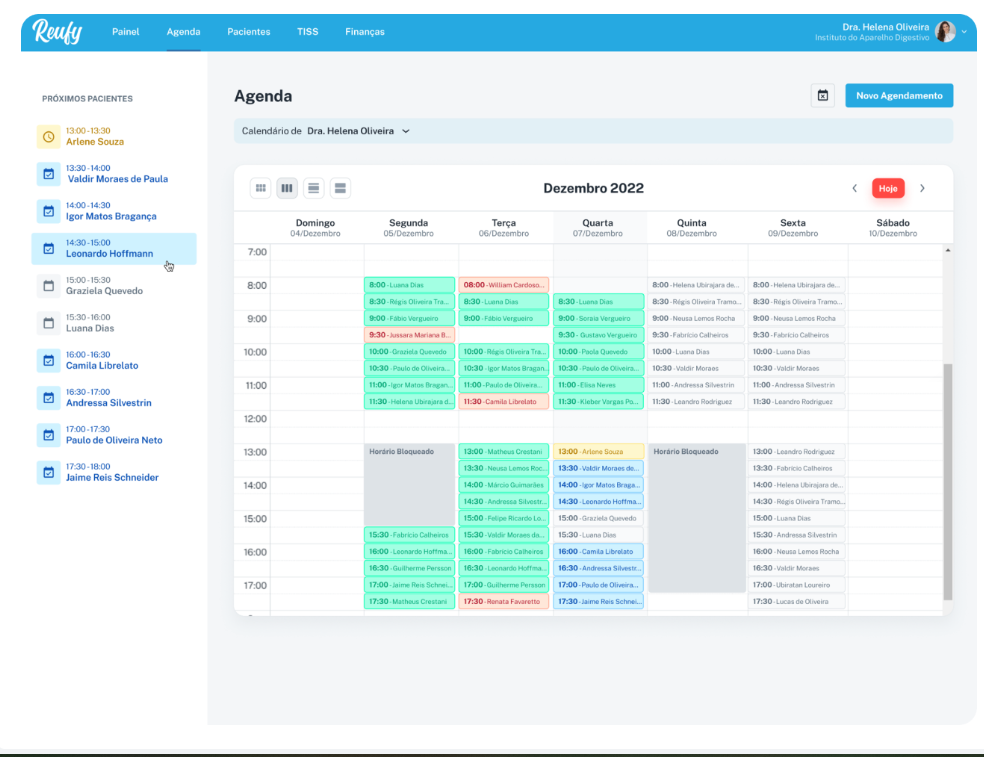 Reufy
Painel Agenda Pacientes TISS Finanças
Dra. Helena Oliveira
Instituto do Aparelho Digestivo
PRÓXIMOS PACIENTES
13:00-13:30
Arlene Souza
13:30-14:00
Valdir Moraes de Paula
14:00-14:30
Igor Matos Bragança
14:30-15:00
Leonardo Hoffmann
15:00-15:30
Graziela Quevedo
15:30-16:00
Luana Dias
16:00-16:30
Camila Librelato
16:30-17:00
Andressa Silvestrin
17:00-17:30
Paulo de Oliveira Neto
17:30-18:00
Jaime Reis Schneider
Agenda
Novo Agendamento
Calendário de Dra. Helena Oliveira
Dezembro 2022
Hoje
Domingo Segunda Terça Quarta Quinta Sexta Sábado
04/Dezembro 05/Dezembro 06/Dezembro 07/Dezembro 08/Dezembro 09/Dezembro 10/Dezembro
7:00
8:00 8:00 - Luana Dias 08:00 - William Cardoso... 8:00 - Helena Ubirajara de... 8:00 - Helena Ubirajara de...
8:30 - Régis Oliveira Tra... 8:30 - Luana Dias 8:30 - Luana Dias 8:30 - Régis Oliveira Tramo... 8:30 - Régis Oliveira Tramo...
9:00 9:00 - Fábio Vergueiro 9:00 - Fábio Vergueiro 9:00 - Soraia Vergueiro 9:00 - Neusa Lemos Rocha 9:00 - Neusa Lemos Rocha
9:30 - Jussara Mariana B... 9:30 - Gustavo Vergueiro 9:30 - Fabrício Calheiros 9:30 - Fabrício Calheiros
10:00 10:00 - Graziela Quevedo 10:00 - Régis Oliveira Tra... 10:00 - Paola Quevedo 10:00 - Luana Dias 10:00 - Luana Dias
10:30 - Paulo de Oliveira... 10:30 - Igor Matos Bragan... 10:30 - Paulo de Oliveira... 10:30 - Valdir Moraes 10:30 - Valdir Moraes
11:00 11:00 - Igor Matos Bragan... 11:00 - Paulo de Oliveira... 11:00 - Elisa Neves 11:00 - Andressa Silvestrin 11:00 - Andressa Silvestrin
11:30 - Helena Ubirajara d... 11:30 - Camila Librelato 11:30 - Kleber Vargas Po... 11:30 - Leandro Rodriguez 11:30 - Leandro Rodriguez
12:00
13:00 Horário Bloqueado 13:00 - Matheus Crestani 13:00 - Arlene Souza Horário Bloqueado 13:00 - Leandro Rodriguez
13:30 - Neusa Lemos Roc... 13:30 - Valdir Moraes de... 13:30 - Fabrício Calheiros
14:00 14:00 - Márcio Guimarães 14:00 - Igor Matos Braga... 14:00 - Helena Ubirajara de...
14:30 - Andressa Silvestr... 14:30 - Leonardo Hoffma... 14:30 - Régis Oliveira Tramo...
15:00 15:00 - Felipe Ricardo Lo... 15:00 - Graziela Quevedo 15:00 - Luana Dias
15:30 - Fabrício Calheiros 15:30 - Valdir Moraes da... 15:30 - Luana Dias 15:30 - Andressa Silvestrin
16:00 16:00 - Leonardo Hoffma... 16:00 - Fabrício Calheiros 16:00 - Camila Librelato 16:00 - Neusa Lemos Rocha
16:30 - Guilherme Persson 16:30 - Leonardo Hoffma... 16:30 - Andressa Silvestr... 16:30 - Valdir Moraes
17:00 17:00 - Jaime Reis Schnei... 17:00 - Guilherme Persson 17:00 - Paulo de Oliveira... 17:00 - Ubiratan Loureiro
17:30 - Matheus Crestani 17:30 - Renata Favaretto 17:30 - Jaime Reis Schnei... 17:30 - Lucas de Oliveira